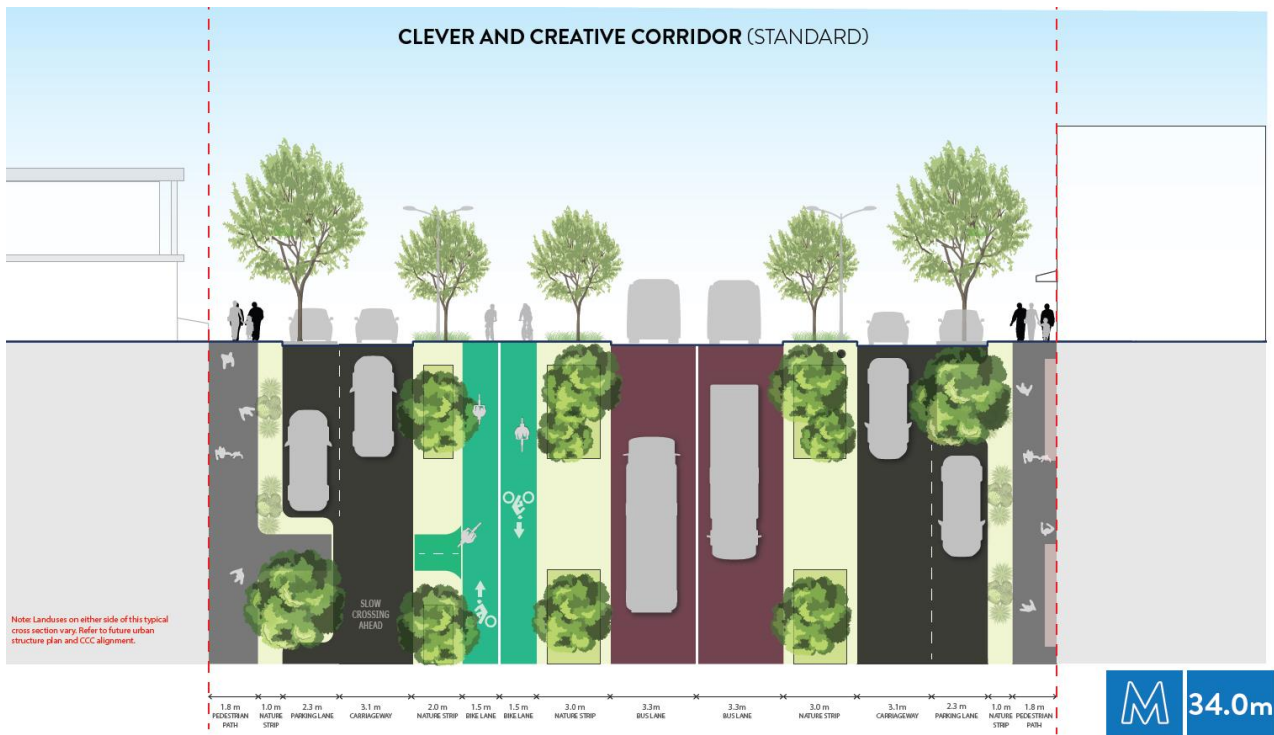 CLEVER AND CREATIVE CORRIDOR (STANDARD)
SLOW
CROSSING
AHEAD
Note: Landuses on either side of this typical
cross section vary. Refer to future urban
structure plan and CCC alignment.
1.8 m
PEDESTRIAN
PATH
1.0 m
NATURE
STRIP
2.3 m
PARKING LANE
3.1 m
CARRIAGEWAY
2.0 m
NATURE STRIP
1.5 m
BIKE LANE
1.5 m
BIKE LANE
3.0 m
NATURE STRIP
3.3m
BUS LANE
3.3m
BUS LANE
3.0 m
NATURE STRIP
3.1m
CARRIAGEWAY
2.3 m
PARKING LANE
1.0 m
NATURE
STRIP
1.8 m
PEDESTRIAN
PATH
M
34.0m